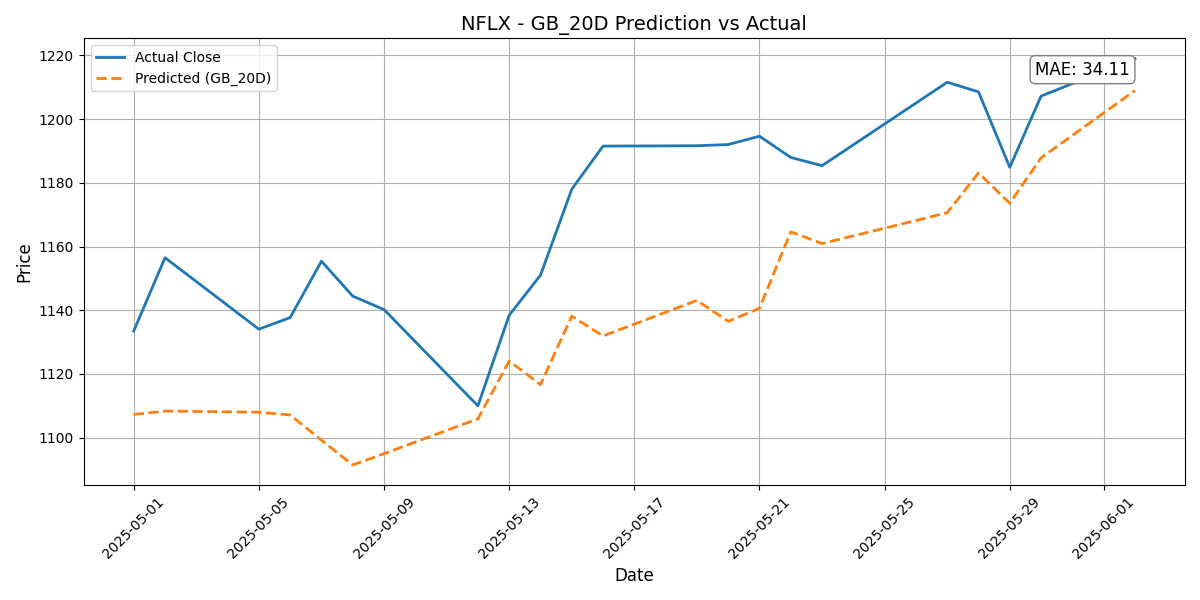 NFLX - GB_20D Prediction vs Actual
Actual Close
Predicted (GB_20D)
MAE: 34.11
Price
1220
1200
1180
1160
1140
1120
1100
2025-05-01
2025-05-05
2025-05-09
2025-05-13
2025-05-17
2025-05-21
2025-05-25
2025-05-29
2025-06-01
Date